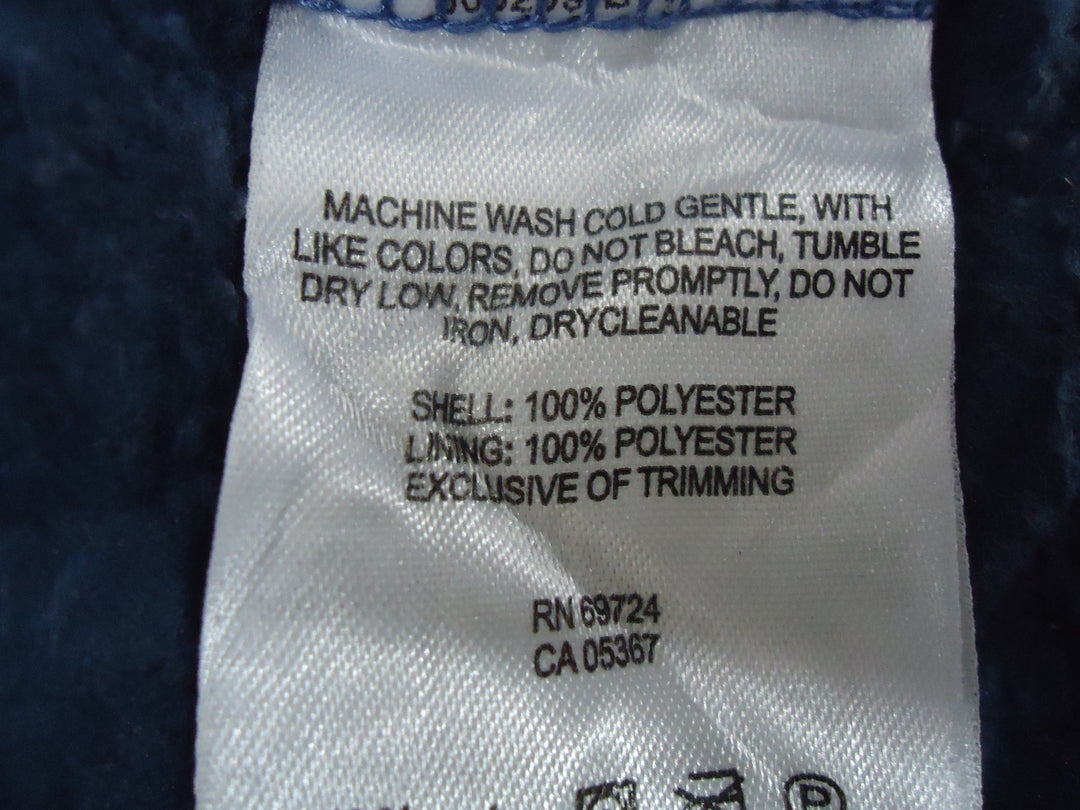 MACHINE WASH COLD GENTLE, WITH
LIKE COLORS, DO NOT BLEACH, TUMBLE
DRY LOW, REMOVE PROMPTLY, DO NOT
IRON, DRYCLEANABLE
SHELL: 100% POLYESTER
LINING: 100% POLYESTER
EXCLUSIVE OF TRIMMING
RN 69724
CA 05367
P